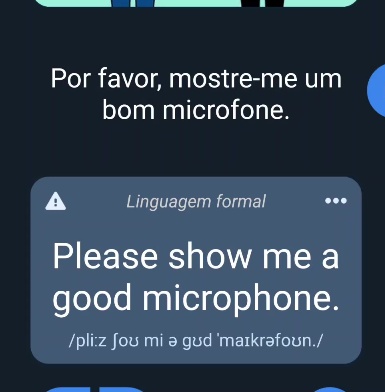 Por favor, mostre-me um
bom microfone.
Linguagem formal
Please show me a
good microphone.
/pliːz ʃoʊ mi ə ɡʊd ˈmaɪkrəfoʊn./